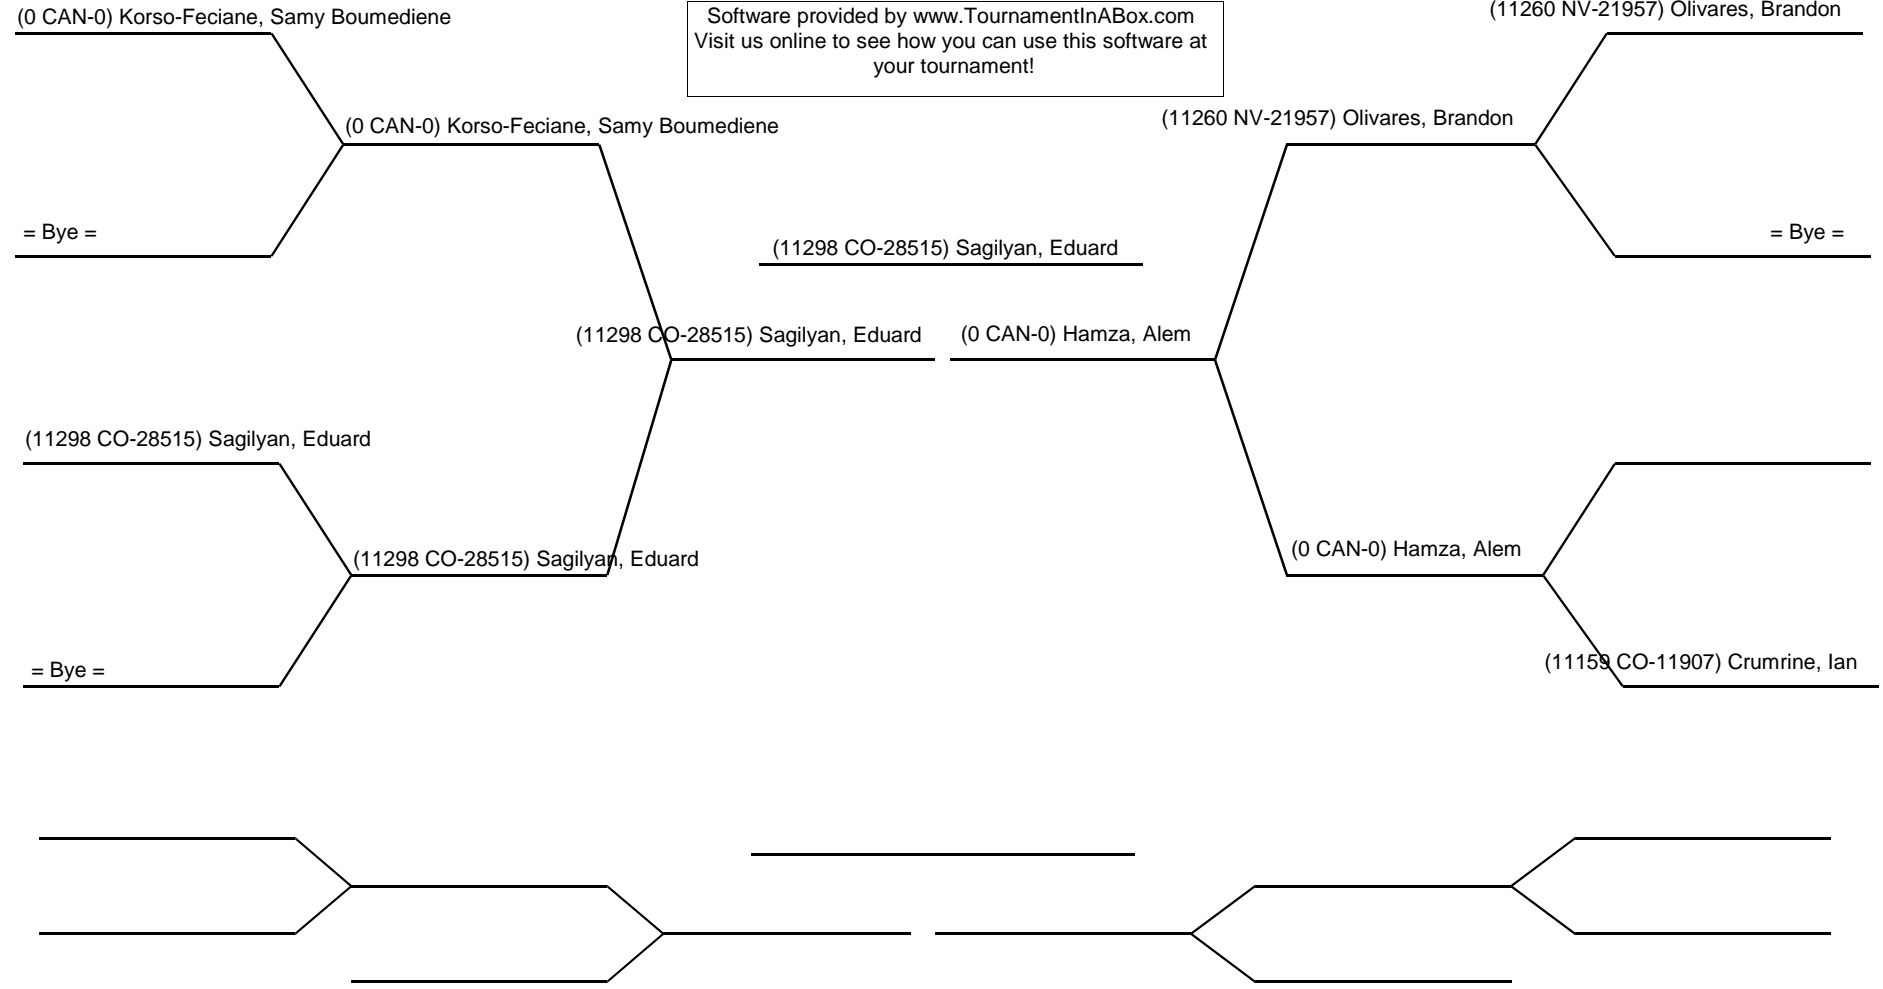 (0 CAN-0) Korso-Feciane, Samy Boumediene
Software provided by www.TournamentInABox.com
Visit us online to see how you can use this software at
your tournament!
(11260 NV-21957) Olivares, Brandon
(0 CAN-0) Korso-Feciane, Samy Boumediene
(11260 NV-21957) Olivares, Brandon
= Bye =
(11298 CO-28515) Sagilyan, Eduard
= Bye =
(11298 CO-28515) Sagilyan, Eduard
(0 CAN-0) Hamza, Alem
(11298 CO-28515) Sagilyan, Eduard
(11298 CO-28515) Sagilyan, Eduard
(0 CAN-0) Hamza, Alem
= Bye =
(11159 CO-11907) Crumrine, Ian